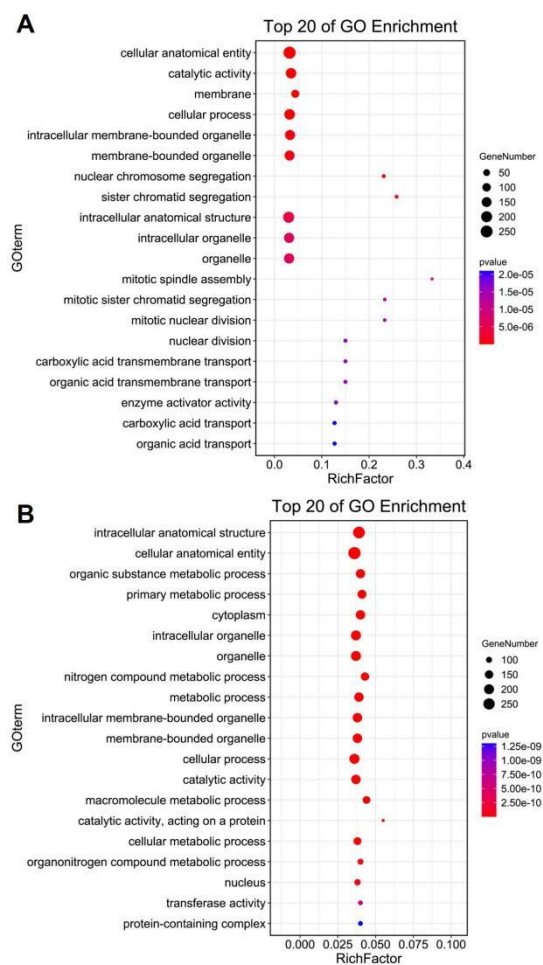 A
Top 20 of GO Enrichment
GOterm
cellular anatomical entity
catalytic activity
membrane
cellular process
intracellular membrane-bounded organelle
membrane-bounded organelle
nuclear chromosome segregation
sister chromatid segregation
intracellular anatomical structure
intracellular organelle
organelle
mitotic spindle assembly
mitotic sister chromatid segregation
mitotic nuclear division
nuclear division
carboxylic acid transmembrane transport
organic acid transmembrane transport
enzyme activator activity
carboxylic acid transport
organic acid transport
0.0 0.1 0.2 0.3 0.4
RichFactor
GeneNumber
50
100
150
200
250
pvalue
2.0e-05
1.5e-05
1.0e-05
5.0e-06
B
Top 20 of GO Enrichment
GOterm
intracellular anatomical structure
cellular anatomical entity
organic substance metabolic process
primary metabolic process
cytoplasm
intracellular organelle
organelle
nitrogen compound metabolic process
metabolic process
intracellular membrane-bounded organelle
membrane-bounded organelle
cellular process
catalytic activity
macromolecule metabolic process
catalytic activity, acting on a protein
cellular metabolic process
organonitrogen compound metabolic process
nucleus
transferase activity
protein-containing complex
0.000 0.025 0.050 0.075 0.100
RichFactor
GeneNumber
100
150
200
250
pvalue
1.25e-09
1.00e-09
7.50e-10
5.00e-10
2.50e-10